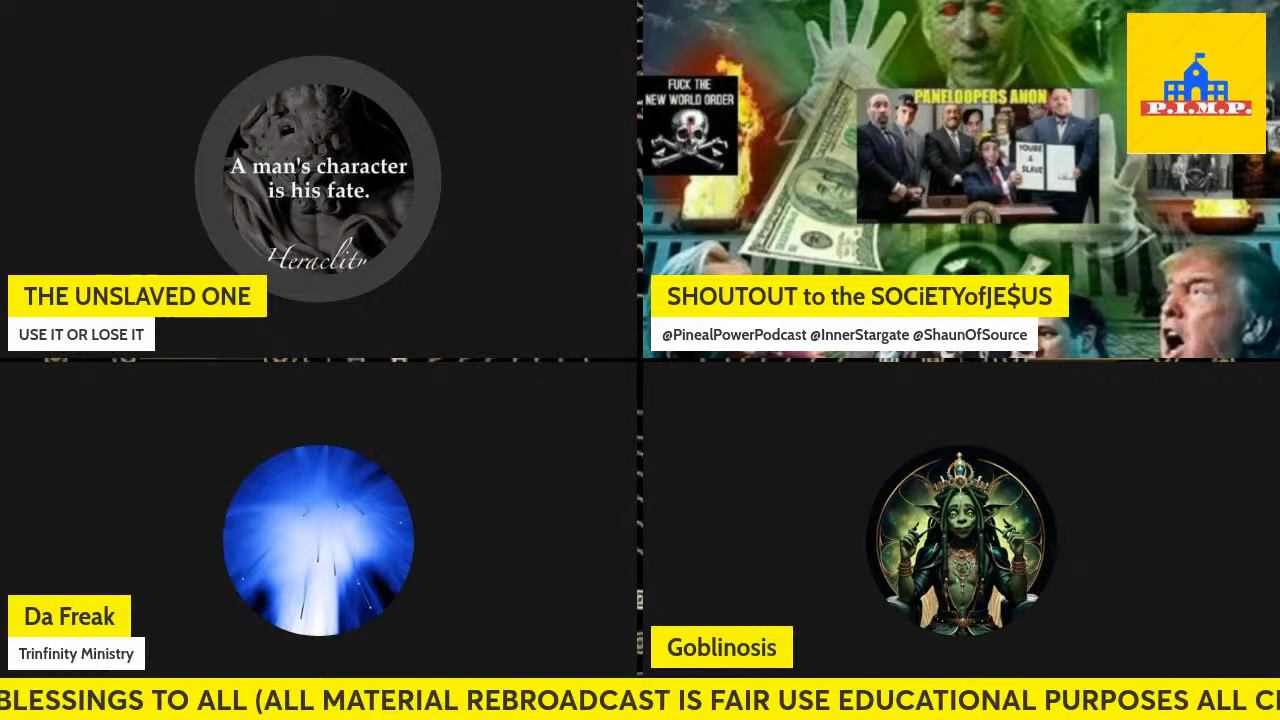 A man's character
is his fate.
Heraclitu
THE UNSLAVED ONE
USE IT OR LOSE IT
FUCK THE
NEW WORLD ORDER
PANELOOPERS ANON
YOU'RE
A
SLAVE
P.I.M.P.
SHOUTOUT to the SOCiETYofJE$US
@PinealPowerPodcast @InnerStargate @ShaunOfSource
Da Freak
Trinfinity Ministry
Goblinosis
BLESSINGS TO ALL (ALL MATERIAL REBROADCAST IS FAIR USE EDUCATIONAL PURPOSES ALL C